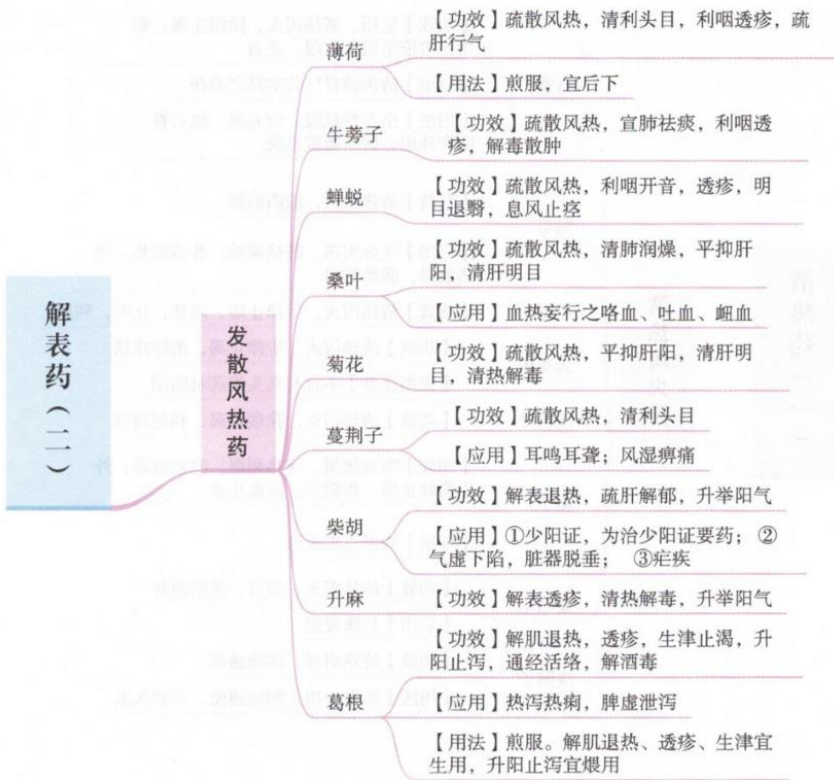 解表药（二）
发散风热药
薄荷
【功效】疏散风热，清利头目，利咽透疹，疏
肝行气
【用法】煎服，宜后下
牛蒡子
【功效】疏散风热，宣肺祛痰，利咽透
疹，解毒散肿
蝉蜕
【功效】疏散风热，利咽开音，透疹，明
目退翳，息风止痉
桑叶
【功效】疏散风热，清肺润燥，平抑肝
阳，清肝明目
【应用】血热妄行之咯血、吐血、衄血
菊花
【功效】疏散风热，平抑肝阳，清肝明
目，清热解毒
蔓荆子
【功效】疏散风热，清利头目
【应用】耳鸣耳聋；风湿痹痛
柴胡
【功效】解表退热，疏肝解郁，升举阳气
【应用】①少阳证，为治少阳证要药； ②
气虚下陷，脏器脱垂； ③疟疾
升麻
【功效】解表透疹，清热解毒，升举阳气
葛根
【功效】解肌退热，透疹，生津止渴，升
阳止泻，通经活络，解酒毒
【应用】热泻热痢，脾虚泄泻
【用法】煎服。解肌退热、透疹、生津宜
生用，升阳止泻宜煨用